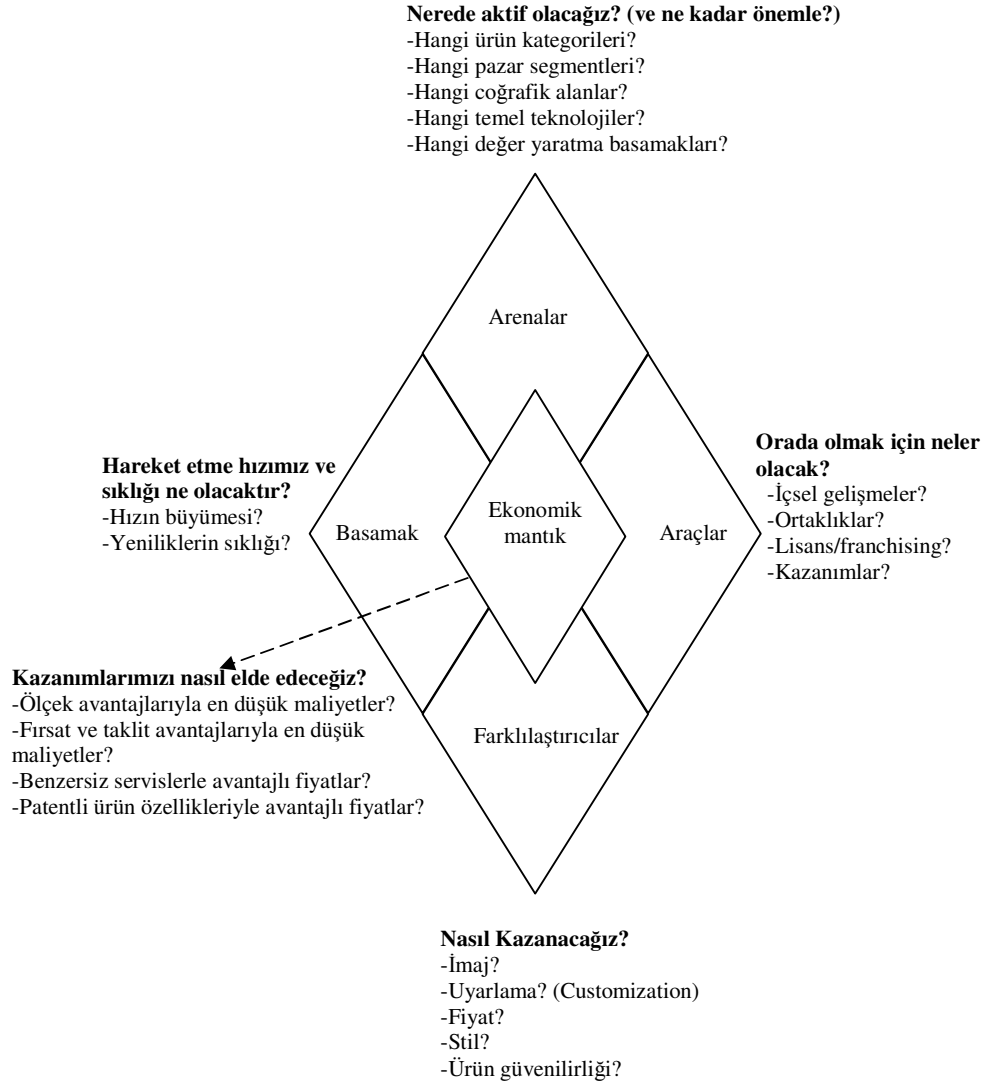 Nerede aktif olacağız? (ve ne kadar önemle?)
-Hangi ürün kategorileri?
-Hangi pazar segmentleri?
-Hangi coğrafik alanlar?
-Hangi temel teknolojiler?
-Hangi değer yaratma basamakları?
Arenalar
Hareket etme hızımız ve
sıklığı ne olacaktır?
-Hızın büyümesi?
-Yeniliklerin sıklığı?
Basamak
Ekonomik
mantık
Araçlar
Orada olmak için neler
olacak?
-İçsel gelişmeler?
-Ortaklıklar?
-Lisans/franchising?
-Kazanımlar?
Kazanımlarımızı nasıl elde edeceğiz?
-Ölçek avantajlarıyla en düşük maliyetler?
-Fırsat ve taklit avantajlarıyla en düşük
maliyetler?
-Benzersiz servislerle avantajlı fiyatlar?
-Patentli ürün özellikleriyle avantajlı fiyatlar?
Farklılaştırıcılar
Nasıl Kazanacağız?
-İmaj?
-Uyarlama? (Customization)
-Fiyat?
-Stil?
-Ürün güvenilirliği?